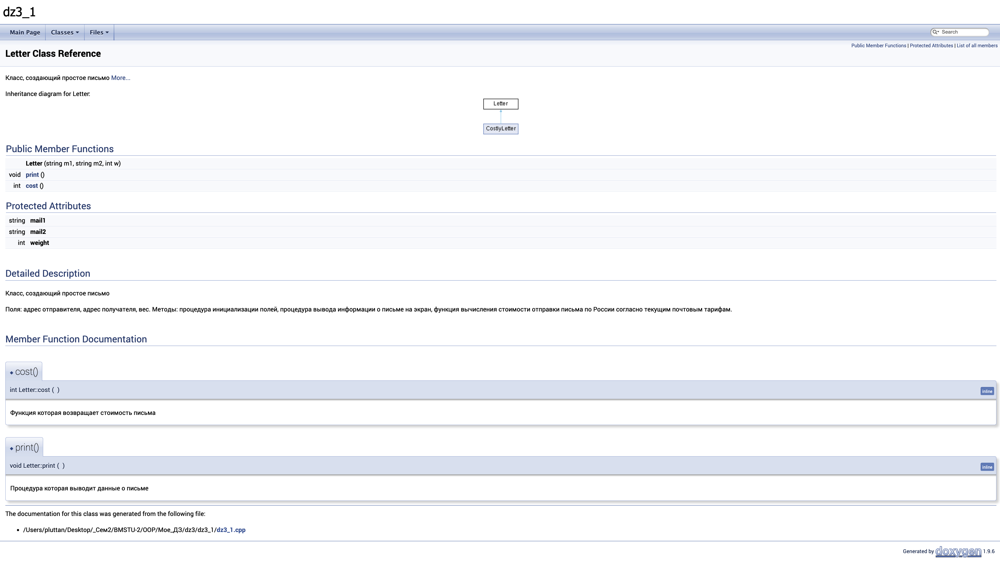 dz3_1
Main Page
Classes
Files
Search
Public Member Functions | Protected Attributes | List of all members
Letter Class Reference
Класс, создающий простое письмо More...
Inheritance diagram for Letter:
Letter
CostlyLetter
Public Member Functions
Letter (string m1, string m2, int w)
void print ()
int cost ()
Protected Attributes
string mail1
string mail2
int weight
Detailed Description
Класс, создающий простое письмо
Поля: адрес отправителя, адрес получателя, вес. Методы: процедура инициализации полей, процедура вывода информации о письме на экран, функция вычисления стоимости отправки письма по России согласно текущим почтовым тарифам.
Member Function Documentation
◆ cost()
int Letter::cost ( )
inline
Функция которая возвращает стоимость письма
◆ print()
void Letter::print ( )
inline
Процедура которая выводит данные о письме
The documentation for this class was generated from the following file:
• /Users/pluttan/Desktop/_Сем2/BMSTU-2/OOP/Мое_ДЗ/dz3/dz3_1/dz3_1.cpp
Generated by doxygen 1.9.6